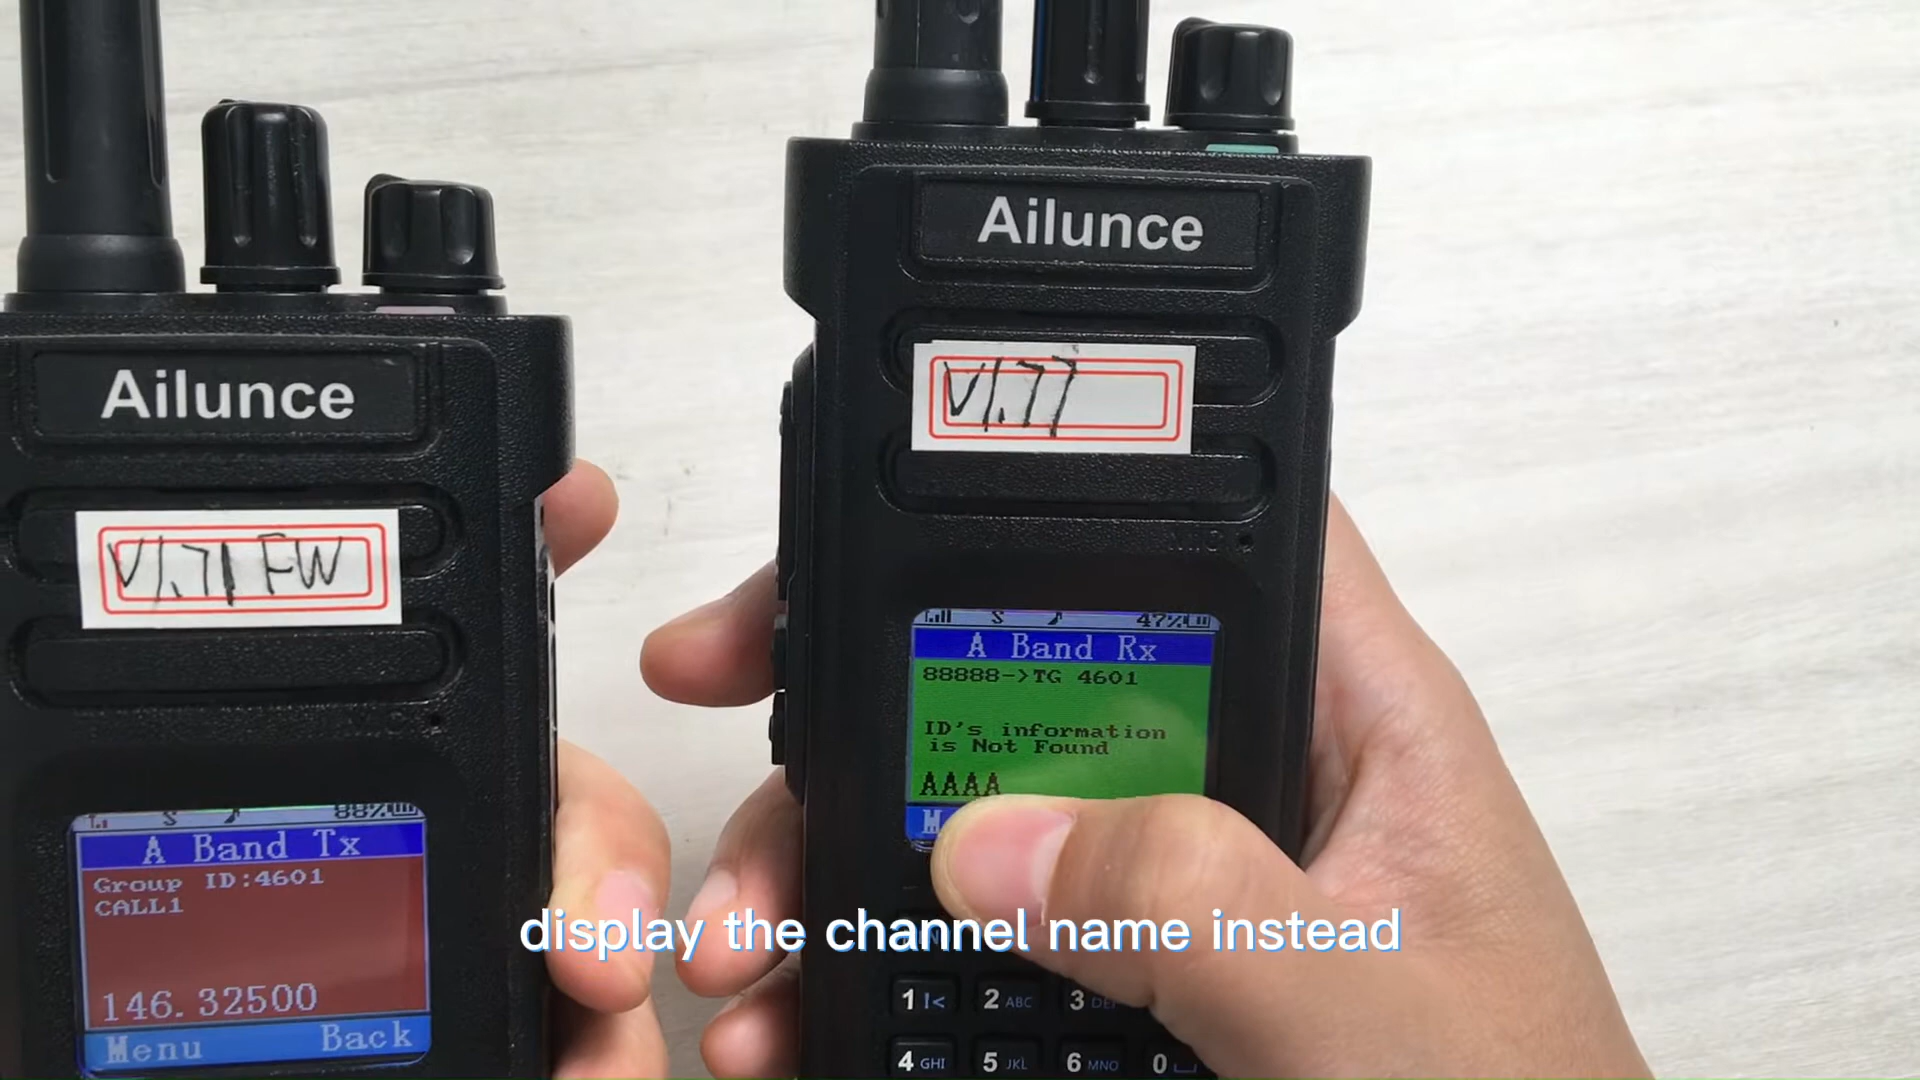 Ailunce
V1.71 FW
88%
A Band Tx
Group ID:4601
CALL1
146.32500
Menu Back
Ailunce
V1.77
S 47%
A Band Rx
88888->TG 4601
ID's information
is Not Found
AAAA
M
1 2 ABC 3 DEF
4 GHI 5 JKL 6 MNO 0
display the channel name instead